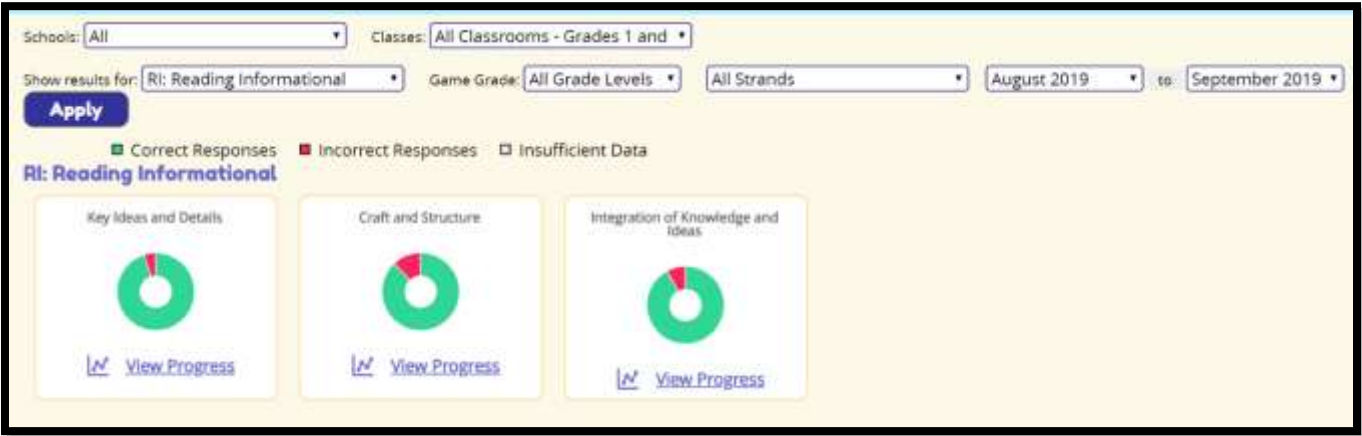 Schools: All Classes: All Classrooms - Grades 1 and
Show results for: RI: Reading Informational Game Grade: All Grade Levels All Strands August 2019 to September 2019
Apply
Correct Responses Incorrect Responses Insufficient Data
RI: Reading Informational
Key Ideas and Details
View Progress
Craft and Structure
View Progress
Integration of Knowledge and
Ideas
View Progress